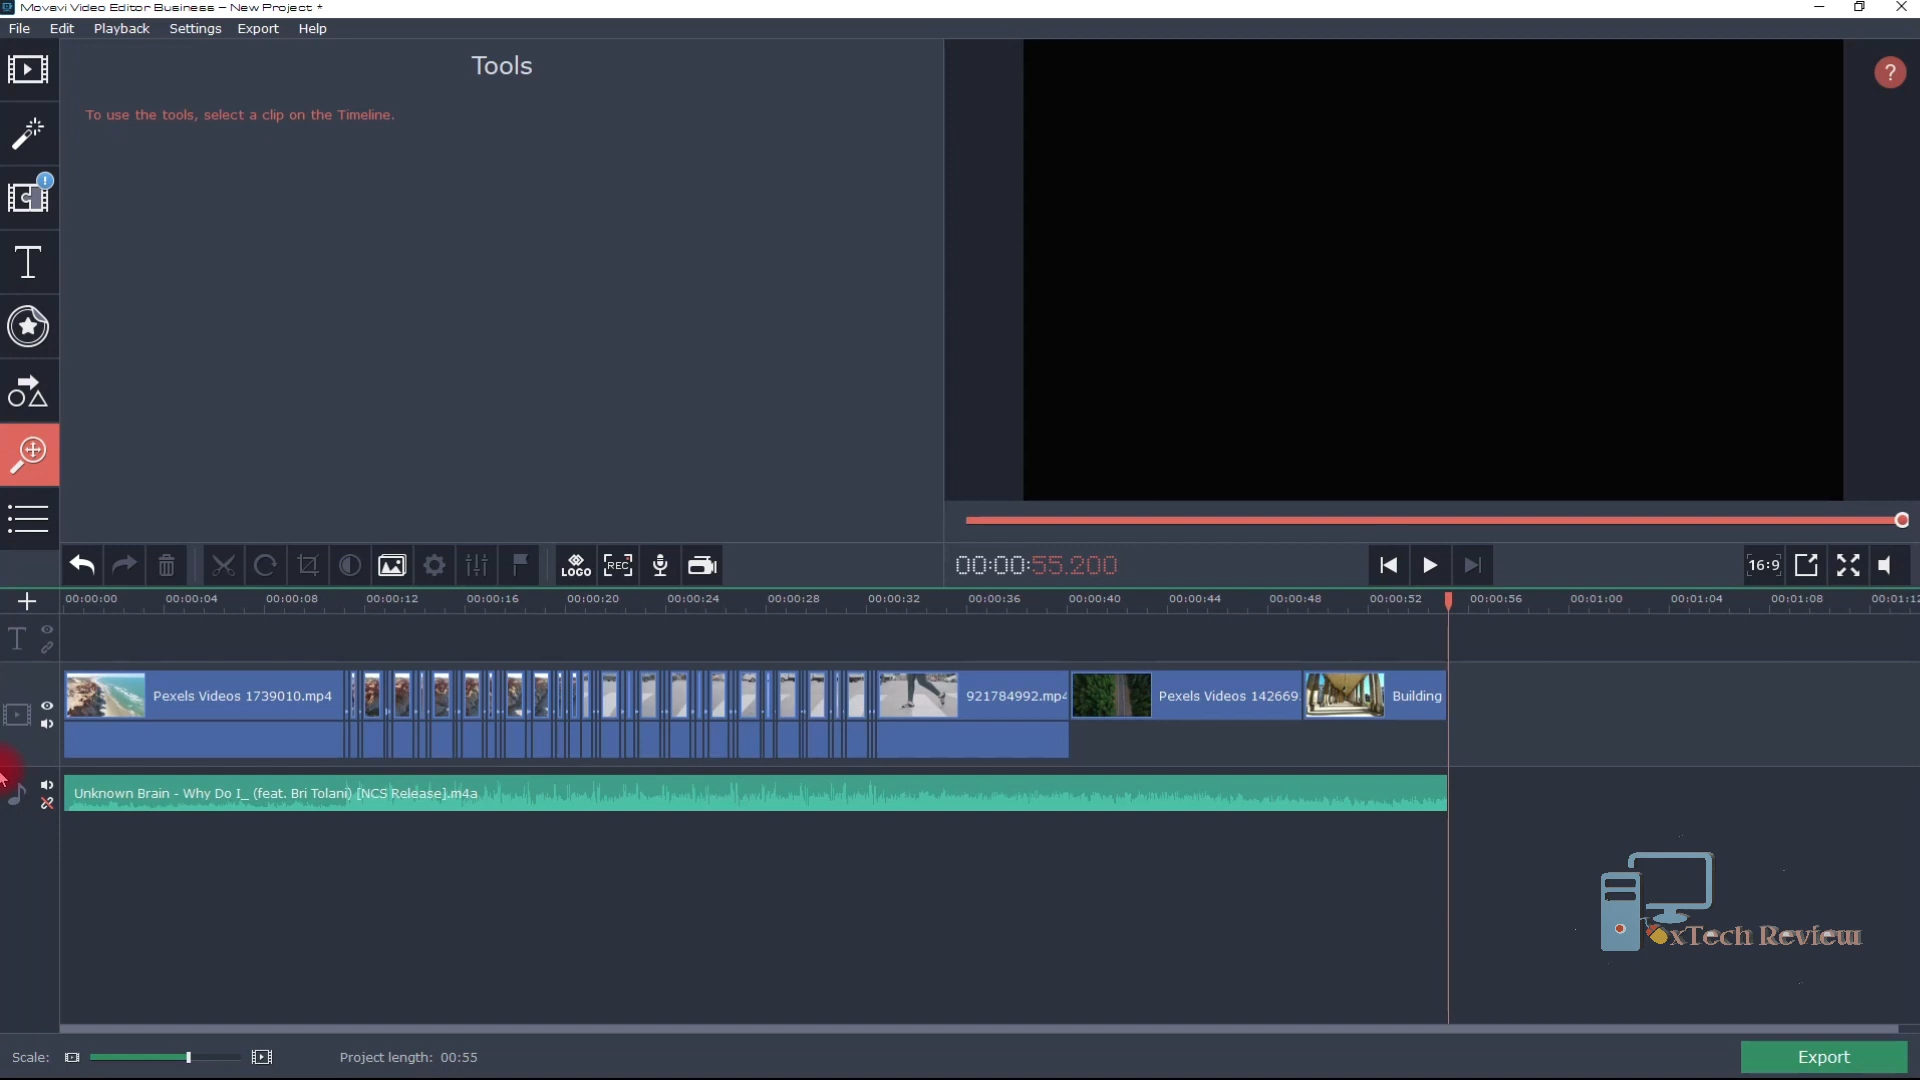 Movavi Video Editor Business – New Project *
File Edit Playback Settings Export Help
Tools
?
To use the tools, select a clip on the Timeline.
!
T
LOGO
REC
00:00:55.200
16:9
00:00:00 00:00:04 00:00:08 00:00:12 00:00:16 00:00:20 00:00:24 00:00:28 00:00:32 00:00:36 00:00:40 00:00:44 00:00:48 00:00:52 00:00:56 00:01:00 00:01:04 00:01:08 00:01:12
T
Pexels Videos 1739010.mp4
921784992.mp4
Pexels Videos 142669
Building
Unknown Brain - Why Do I_ (feat. Bri Tolani) [NCS Release].m4a
oxTech Review
Scale:
Project length: 00:55
Export